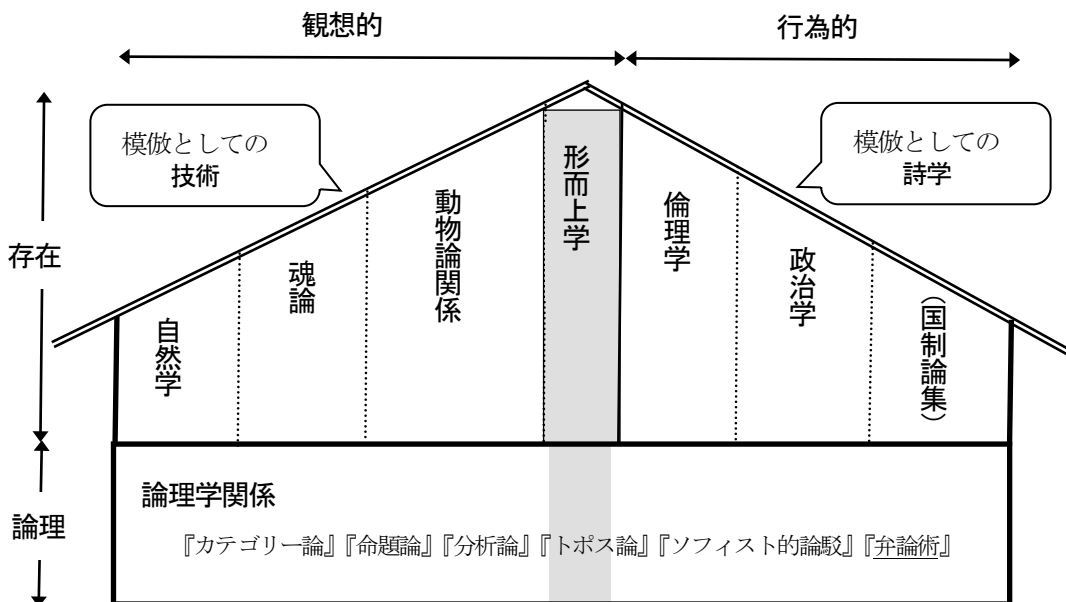 観想的
行為的
模倣としての
技術
模倣としての
詩学
存在
自然学
魂論
動物論関係
形而上学
倫理学
政治学
(国制論集)
論理
論理学関係
『カテゴリー論』『命題論』『分析論』『トポス論』『ソフィスト的論駁』『弁論術』